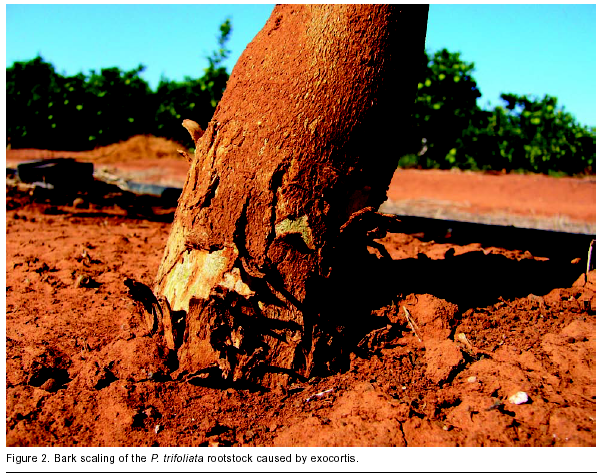 Figure 2. Bark scaling of the P. trifoliata rootstock caused by exocortis.